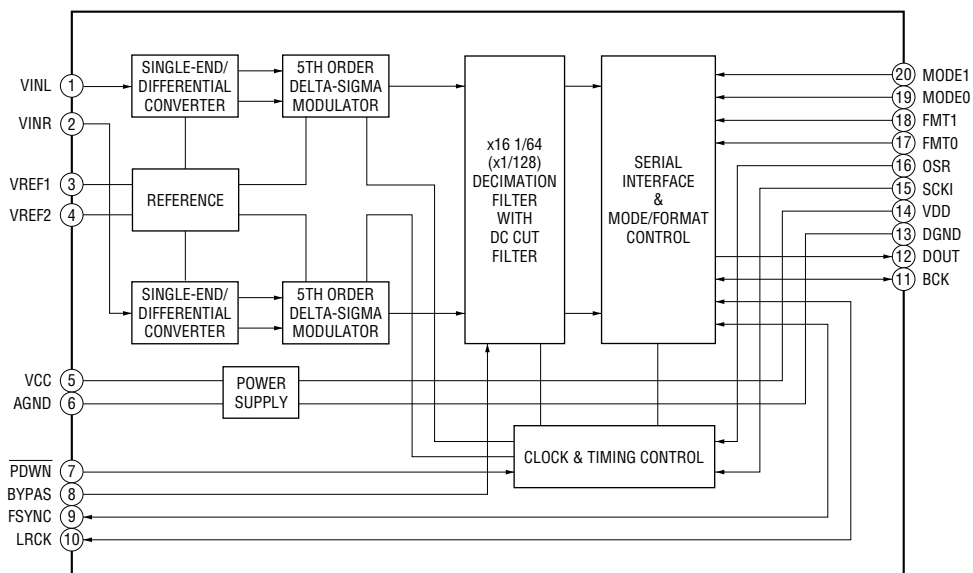 VINL 1
VINR 2
VREF1 3
VREF2 4
VCC 5
AGND 6
PDWN 7
BYPAS 8
FSYNC 9
LRCK 10
SINGLE-END/
DIFFERENTIAL
CONVERTER
5TH ORDER
DELTA-SIGMA
MODULATOR
REFERENCE
SINGLE-END/
DIFFERENTIAL
CONVERTER
5TH ORDER
DELTA-SIGMA
MODULATOR
POWER
SUPPLY
x16 1/64
(x1/128)
DECIMATION
FILTER
WITH
DC CUT
FILTER
SERIAL
INTERFACE
&
MODE/FORMAT
CONTROL
CLOCK & TIMING CONTROL
20 MODE1
19 MODE0
18 FMT1
17 FMT0
16 OSR
15 SCKI
14 VDD
13 DGND
12 DOUT
11 BCK